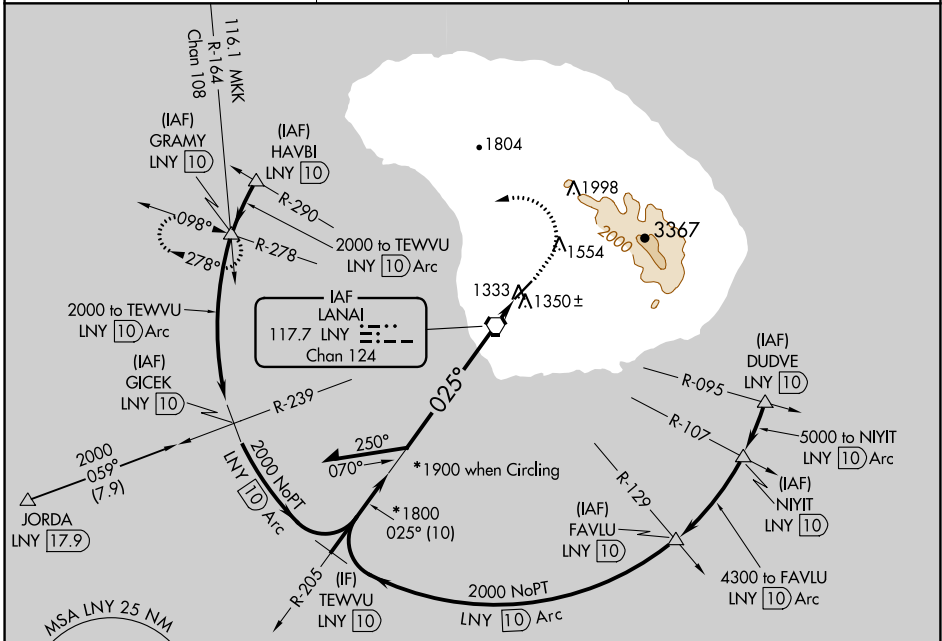 116.1 MKK
R-164
Chan 108
(IAF)
GRAMY
LNY 10
(IAF)
HAVBI
LNY 10
R-290
098°
278°
R-278
2000 to TEWVU
LNY 10 Arc
2000 to TEWVU
LNY 10 Arc
1804
1998
2000
3367
1554
1333
1350±
IAF
LANAI
117.7 LNY
Chan 124
(IAF)
GICEK
LNY 10
R-239
025°
2000
059°
(7.9)
JORDA
LNY 17.9
2000 NoPT
LNY 10 Arc
250°
070°
*1900 when Circling
*1800
025° (10)
R-205
(IF)
TEWVU
LNY 10
(IAF)
DUDVE
LNY 10
R-095
R-107
5000 to NIYIT
LNY 10 Arc
(IAF)
NIYIT
LNY 10
R-129
(IAF)
FAVLU
LNY 10
4300 to FAVLU
LNY 10 Arc
2000 NoPT
LNY 10 Arc
MSA LNY 25 NM